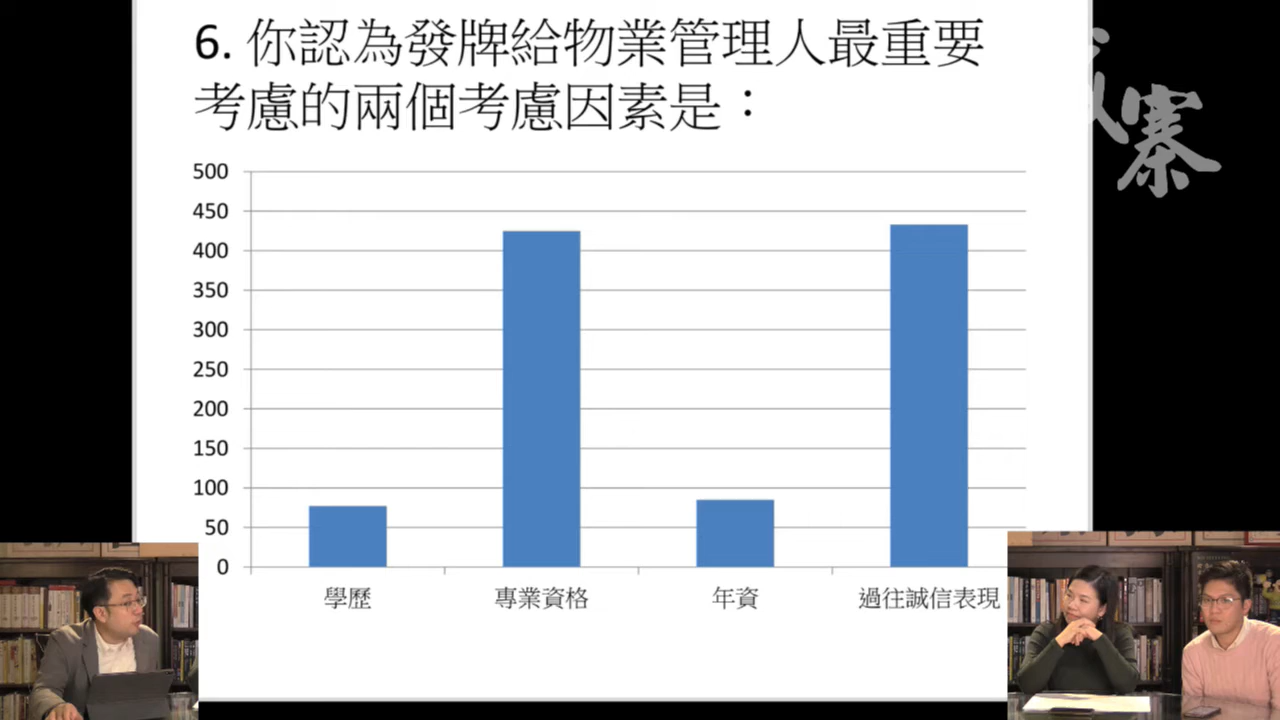 6. 你認為發牌給物業管理人最重要
考慮的兩個考慮因素是：
寨
500
450
400
350
300
250
200
150
100
50
0
學歷
專業資格
年資
過往誠信表現